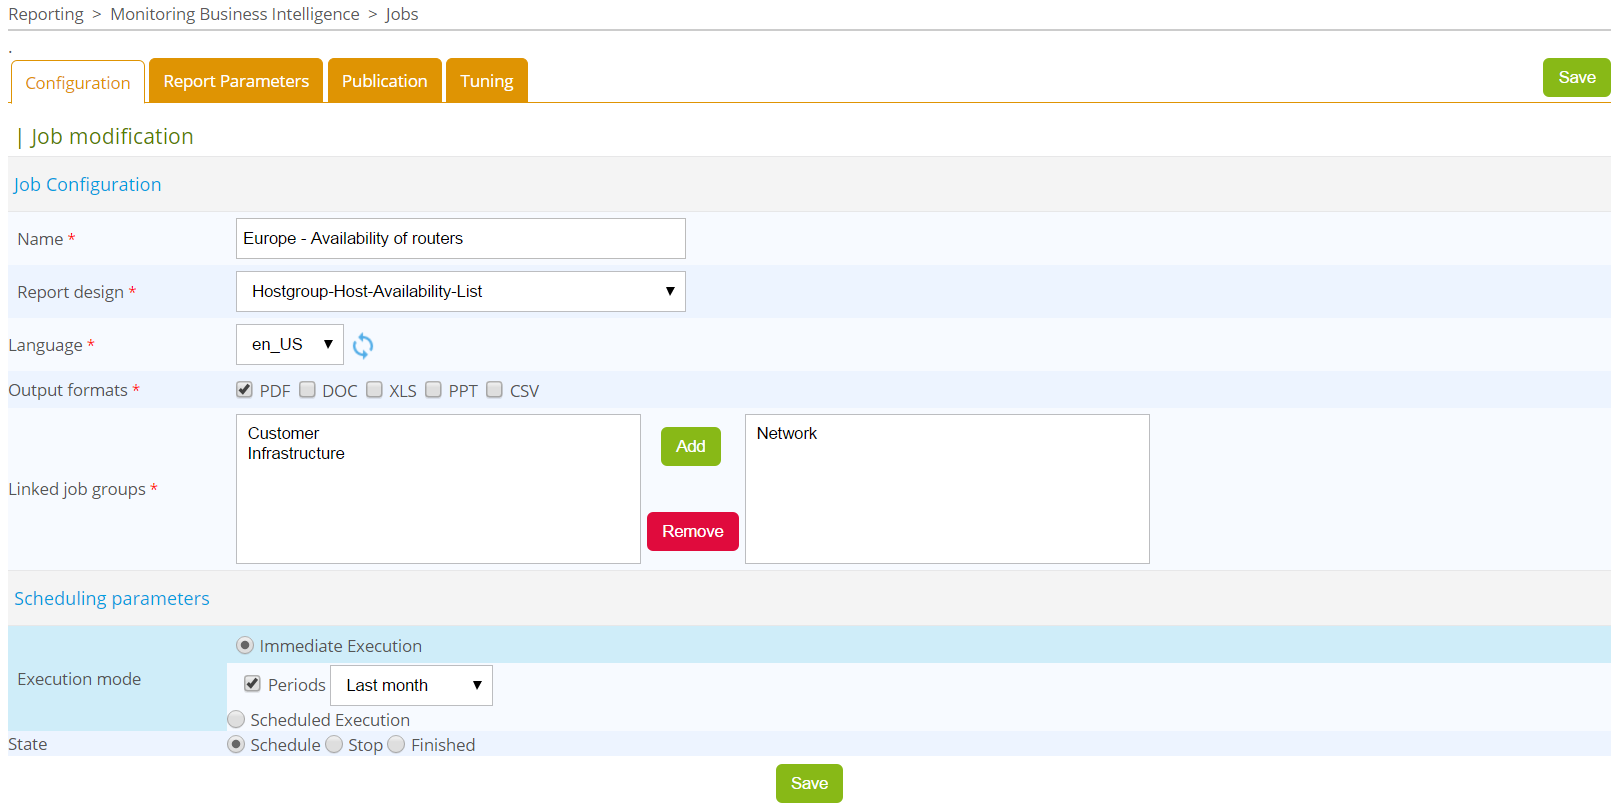 Reporting > Monitoring Business Intelligence > Jobs
.
Configuration Report Parameters Publication Tuning Save
| Job modification
Job Configuration
Name * Europe - Availability of routers
Report design * Hostgroup-Host-Availability-List
Language * en_US
Output formats * PDF DOC XLS PPT CSV
Customer
Infrastructure
Linked job groups *
Add
Remove
Network
Scheduling parameters
Execution mode
Immediate Execution
Periods Last month
Scheduled Execution
State Schedule Stop Finished
Save